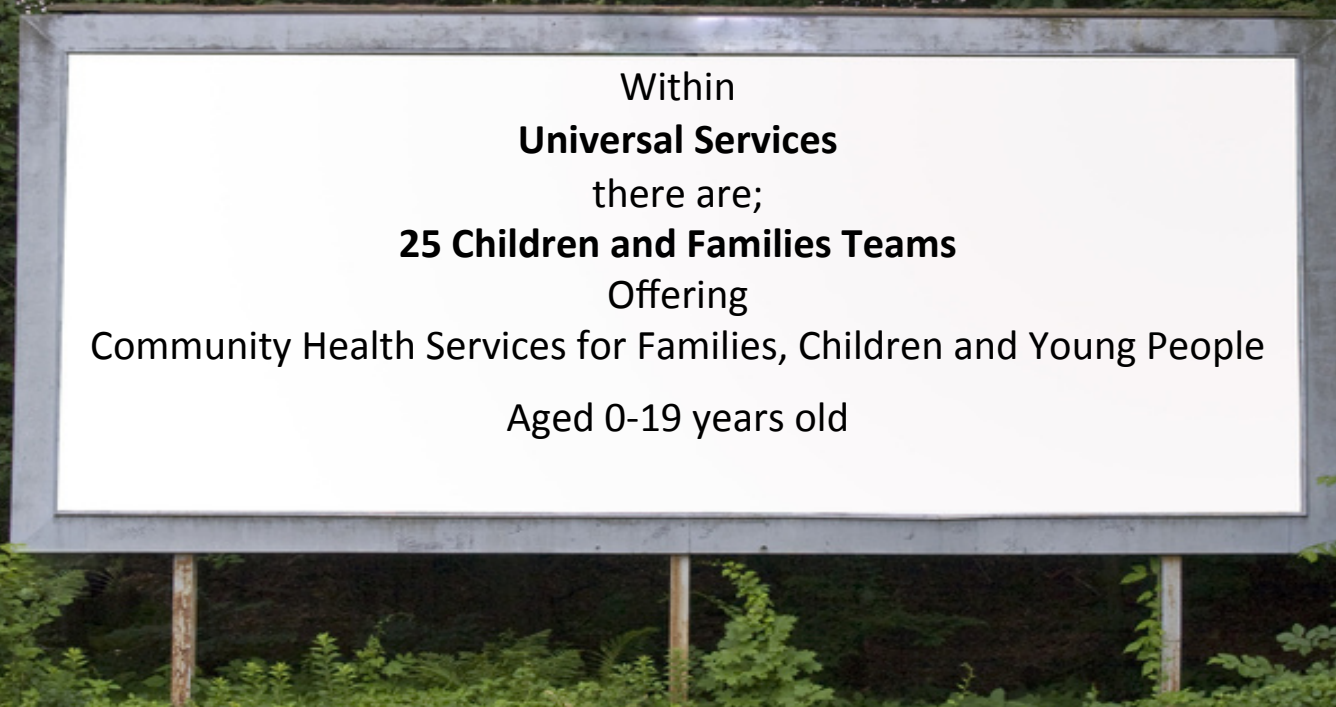 Within
Universal Services
there are;
25 Children and Families Teams
Offering
Community Health Services for Families, Children and Young People
Aged 0-19 years old